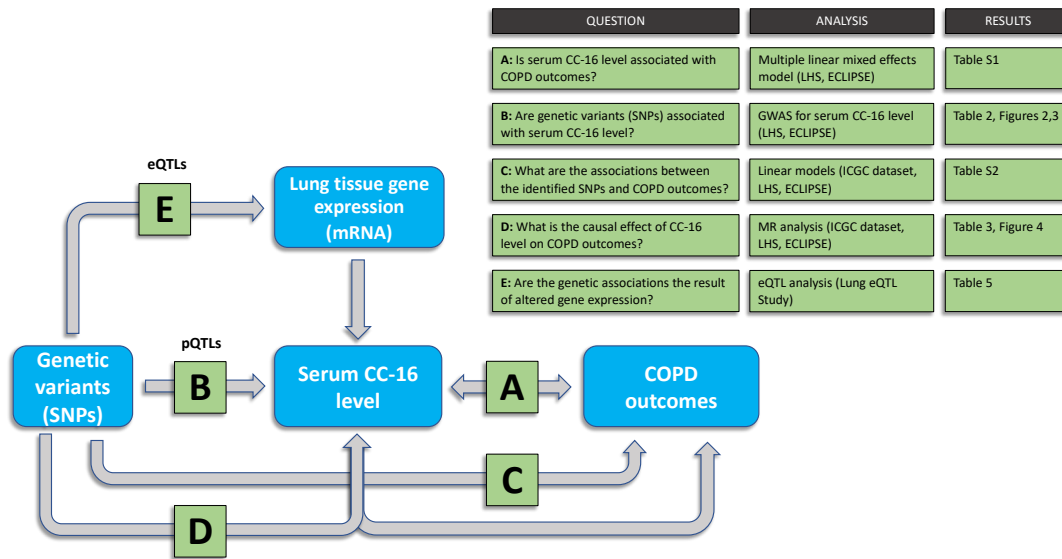 QUESTION
ANALYSIS
RESULTS
A: Is serum CC-16 level associated with
COPD outcomes?
Multiple linear mixed effects
model (LHS, ECLIPSE)
Table S1
B: Are genetic variants (SNPs) associated
with serum CC-16 level?
GWAS for serum CC-16 level
(LHS, ECLIPSE)
Table 2, Figures 2,3
C: What are the associations between
the identified SNPs and COPD outcomes?
Linear models (ICGC dataset,
LHS, ECLIPSE)
Table S2
D: What is the causal effect of CC-16
level on COPD outcomes?
MR analysis (ICGC dataset,
LHS, ECLIPSE)
Table 3, Figure 4
E: Are the genetic associations the result
of altered gene expression?
eQTL analysis (Lung eQTL
Study)
Table 5
eQTLs
E
Lung tissue gene
expression
(mRNA)
pQTLs
Genetic
variants
(SNPs)
B
Serum CC-16
level
A
COPD
outcomes
C
D